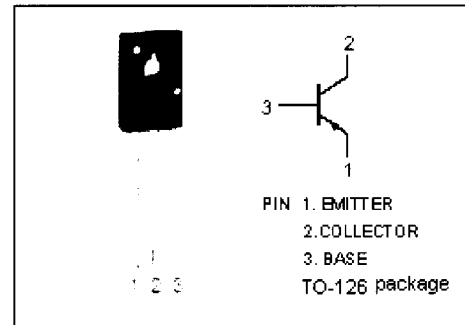 2
3
1
PIN 1. EMITTER
2.COLLECTOR
3. BASE
1 2 3
TO-126 package